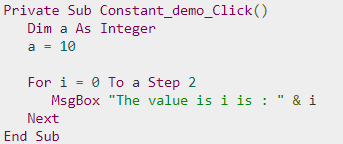 Private Sub Constant_demo_Click()
Dim a As Integer
a = 10
For i = 0 To a Step 2
MsgBox "The value is i is : " & i
Next
End Sub